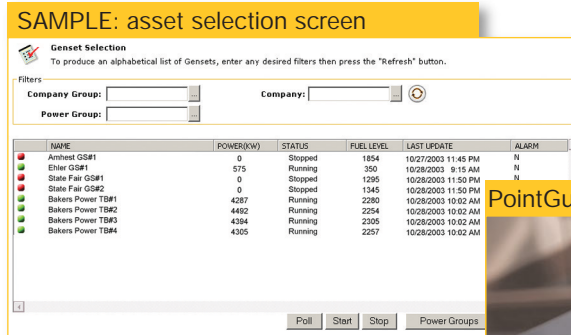 SAMPLE: asset selection screen
Genset Selection
To produce an alphabetical list of Gensets, enter any desired filters then press the "Refresh" button.
Filters
Company Group: ... Company: ...
Power Group: ...
NAME POWER(KW) STATUS FUEL LEVEL LAST UPDATE ALARM
Amhest GS#1 0 Stopped 1854 10/27/2003 11:45 PM N
Ehler GS#1 575 Running 350 10/28/2003 9:15 AM N
State Fair GS#1 0 Stopped 1295 10/28/2003 11:50 PM N
State Fair GS#2 0 Stopped 1345 10/28/2003 11:50 PM
Bakers Power TB#1 4287 Running 2280 10/28/2003 10:02 AM
Bakers Power TB#2 4492 Running 2254 10/28/2003 10:02 AM
Bakers Power TB#3 4394 Running 2305 10/28/2003 10:02 AM
Bakers Power TB#4 4305 Running 2257 10/28/2003 10:02 AM
PointGu
Poll Start Stop Power Groups